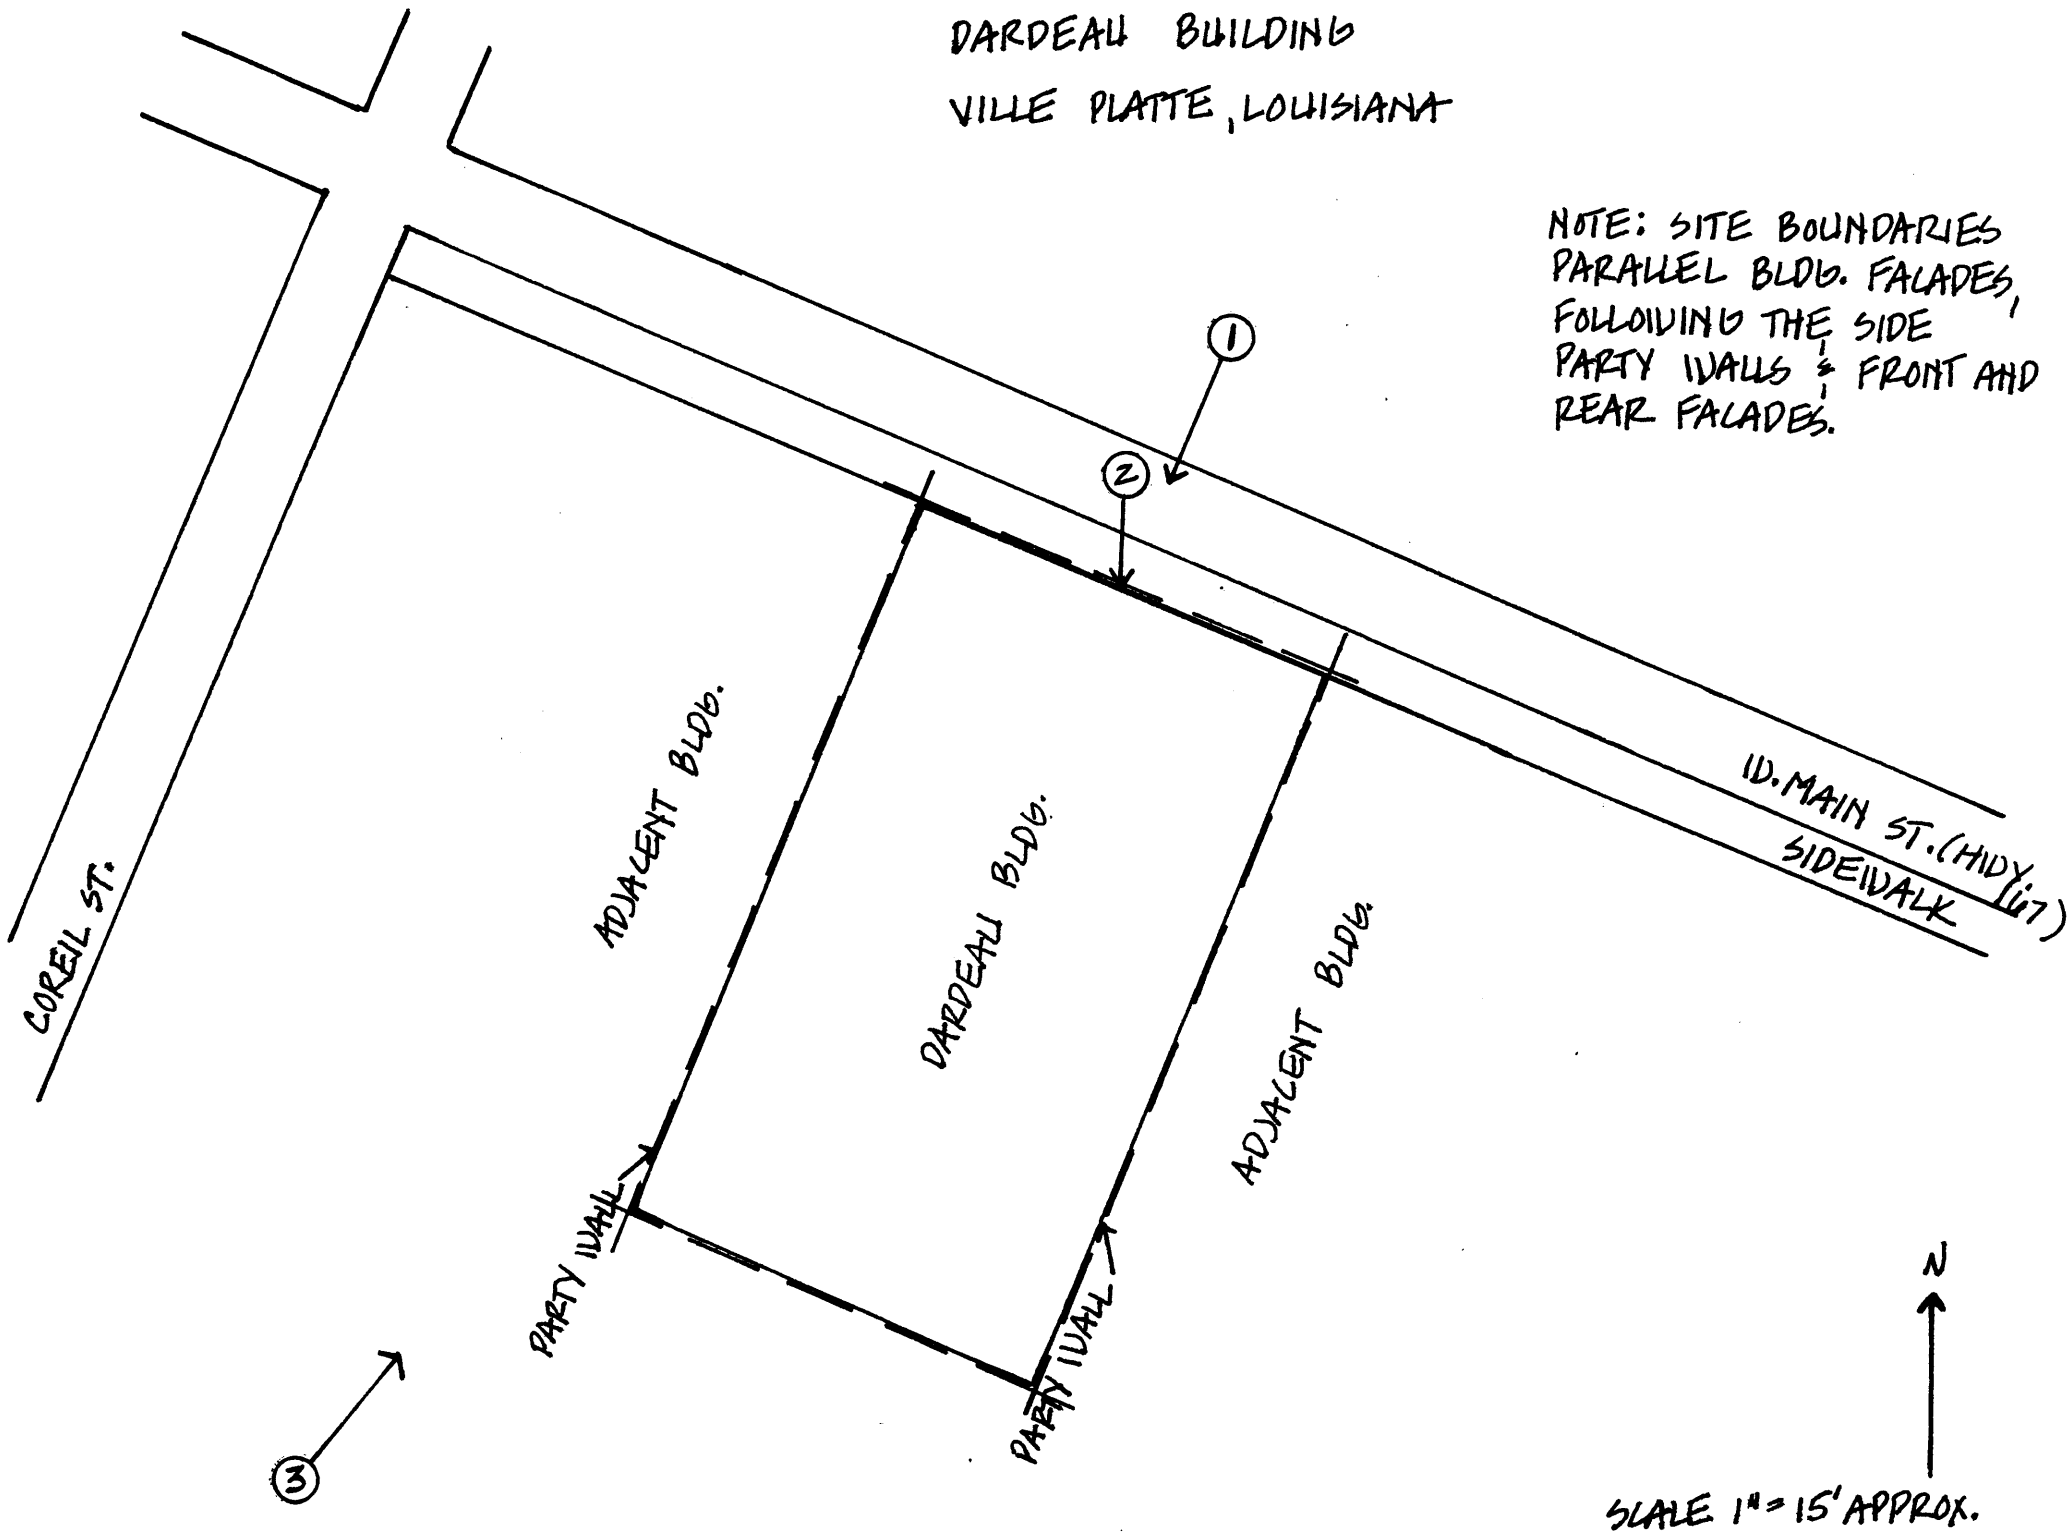 DARDEAU BUILDING
VILLE PLATTE, LOUISIANA
NOTE: SITE BOUNDARIES
PARALLEL BLDG. FACADES,
FOLLOWING THE SIDE
PARTY WALLS & FRONT AND
REAR FACADES.
1
2
W. MAIN ST. (HWY. 167)
SIDEWALK
COREIL ST.
ADJACENT BLDG.
DARDEAU BLDG.
ADJACENT BLDG.
PARTY WALL
PARTY WALL
3
N
SCALE 1" = 15' APPROX.